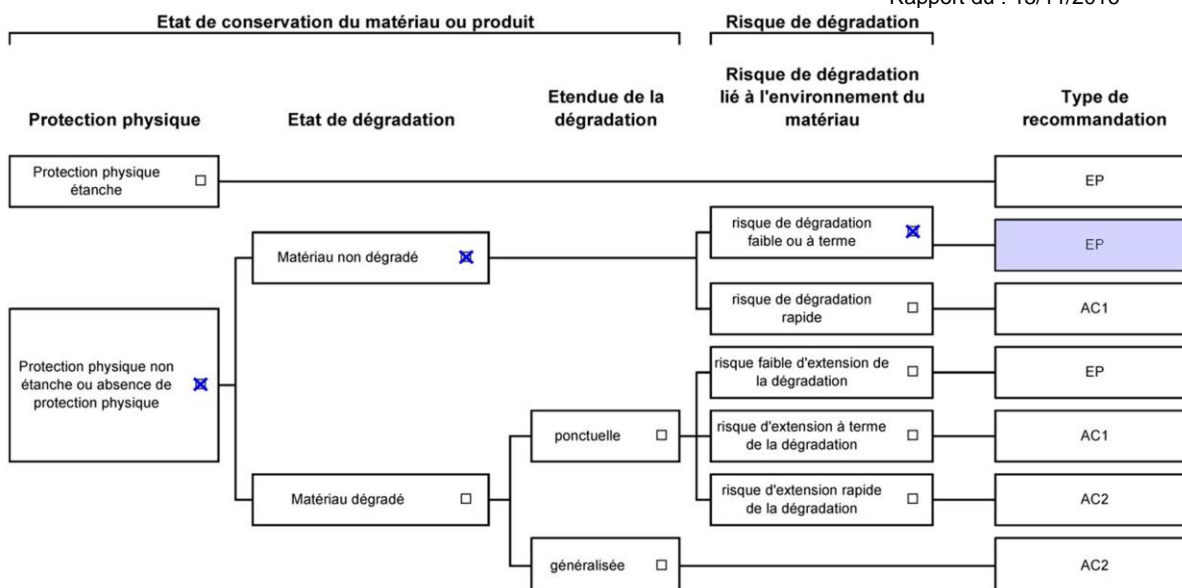 Rapport du :
Etat de conservation du matériau ou produit
Risque de dégradation
Protection physique
Etat de dégradation
Etendue de la
dégradation
Risque de dégradation
lié à l'environnement du
matériau
Type de
recommandation
Protection physique
étanche
EP
risque de dégradation
faible ou à terme
EP
Matériau non dégradé
risque de dégradation
rapide
AC1
Protection physique non
étanche ou absence de
protection physique
risque faible d'extension de
la dégradation
EP
ponctuelle
risque d'extension à terme
de la dégradation
AC1
Matériau dégradé
risque d'extension rapide
de la dégradation
AC2
généralisée
AC2